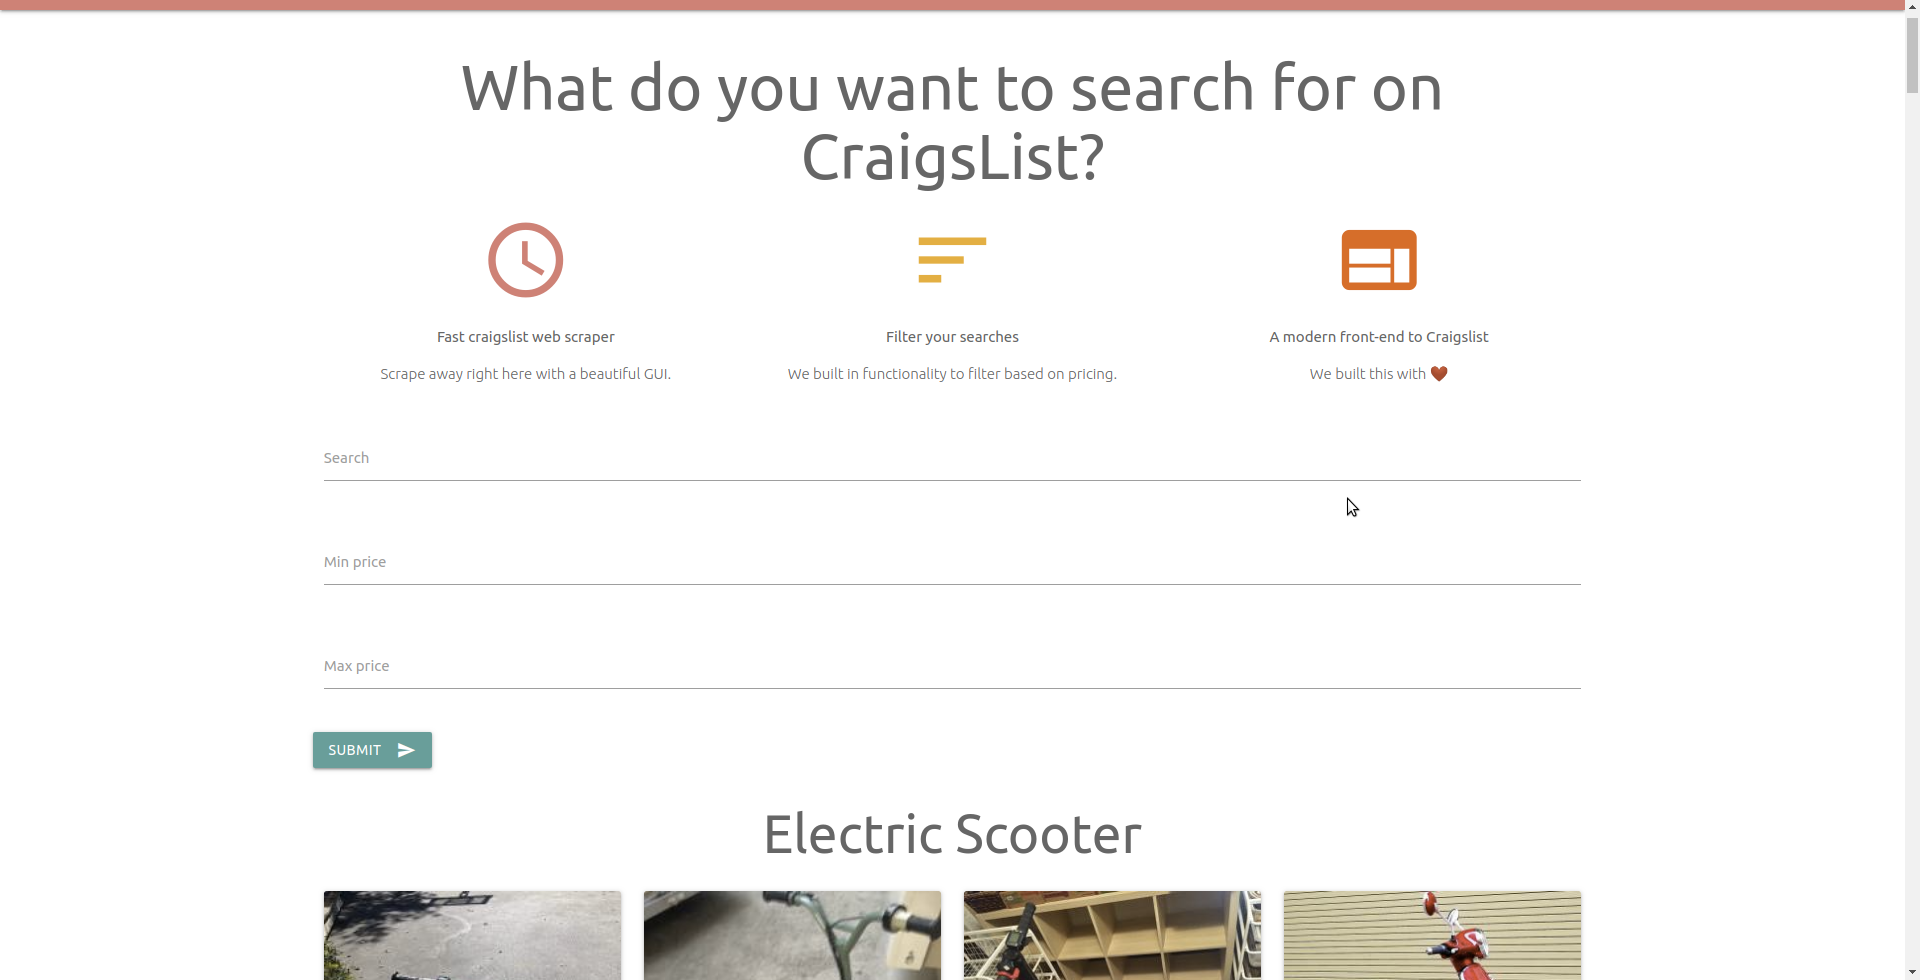 What do you want to search for on
CraigsList?
Fast craigslist web scraper
Scrape away right here with a beautiful GUI.
Filter your searches
We built in functionality to filter based on pricing.
A modern front-end to Craigslist
We built this with ❤
Search
Min price
Max price
SUBMIT
Electric Scooter